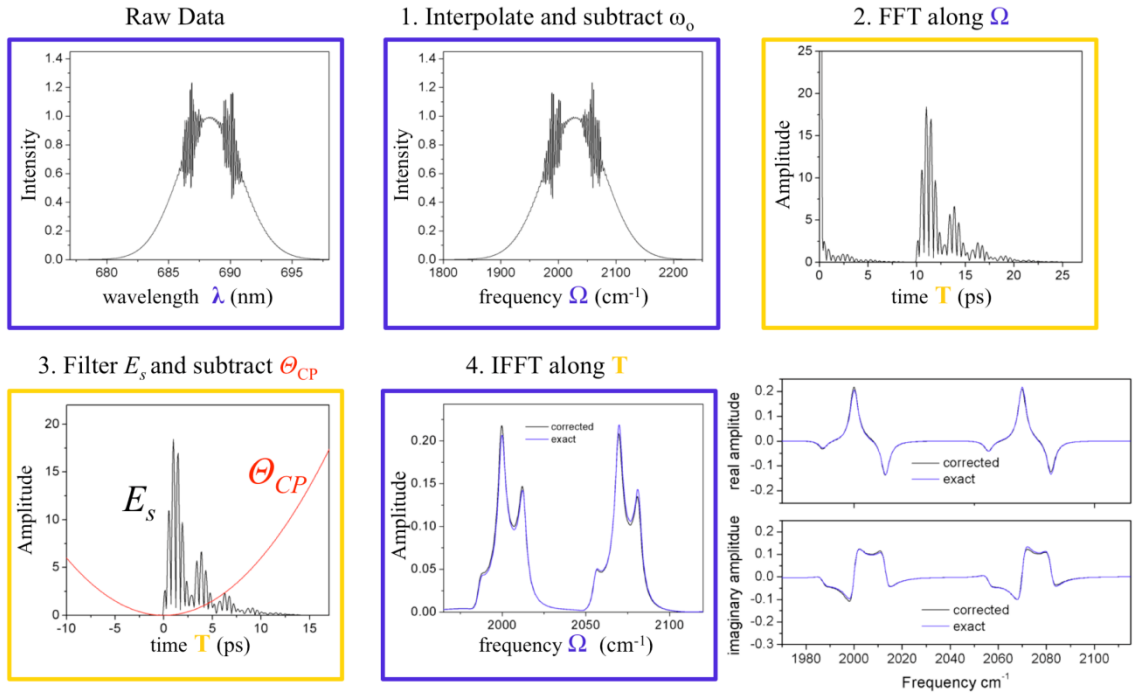 Raw Data
1.4
1.2
1.0
0.8
0.6
0.4
0.2
0.0
Intensity
680 685 690 695
wavelength λ (nm)
1. Interpolate and subtract ωo
1.4
1.2
1.0
0.8
0.6
0.4
0.2
0.0
Intensity
1800 1900 2000 2100 2200
frequency Ω (cm-1)
2. FFT along Ω
25
20
15
10
5
0
Amplitude
0 5 10 15 20 25
time T (ps)
3. Filter Es and subtract ΘCP
20
15
10
5
0
Amplitude
Es
ΘCP
-10 -5 0 5 10 15
time T (ps)
4. IFFT along T
0.20
0.15
0.10
0.05
0.00
Amplitude
corrected
exact
2000 2050 2100
frequency Ω (cm-1)
0.2
0.1
0.0
-0.1
-0.2
real amplitude
corrected
exact
0.2
0.1
0.0
-0.1
-0.2
-0.3
imaginary amplitdue
corrected
exact
1980 2000 2020 2040 2060 2080 2100
Frequency cm-1